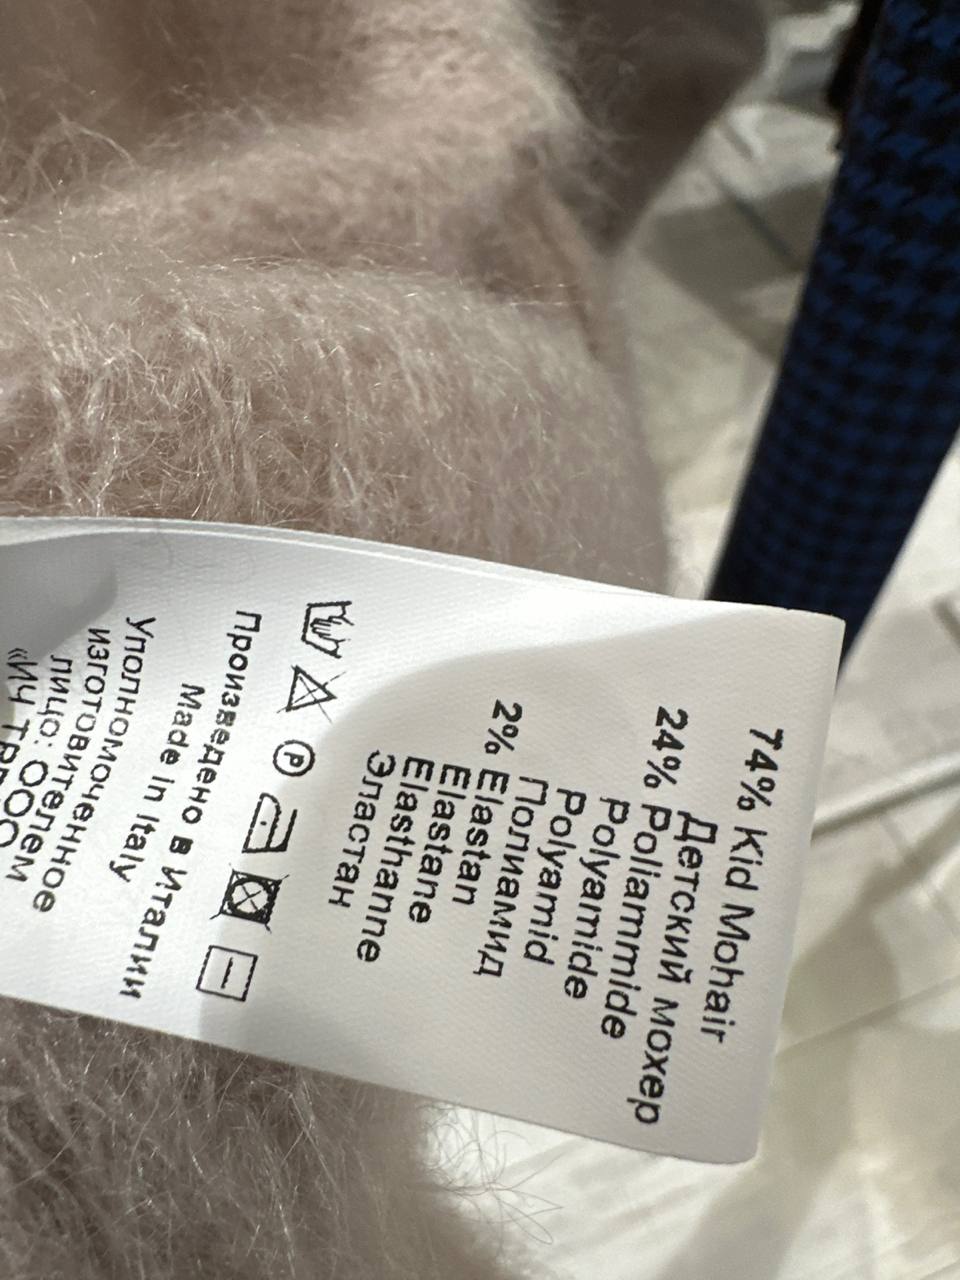 74% Kid Mohair
Детский мохер
24% Poliammide
Polyamide
Polyamid
Полиамид
2% Elastan
Elastane
Elasthanne
Эластан
P
Произведено в Италии
Made in Italy
Уполномоченное
изготовителем
лицо: ООО